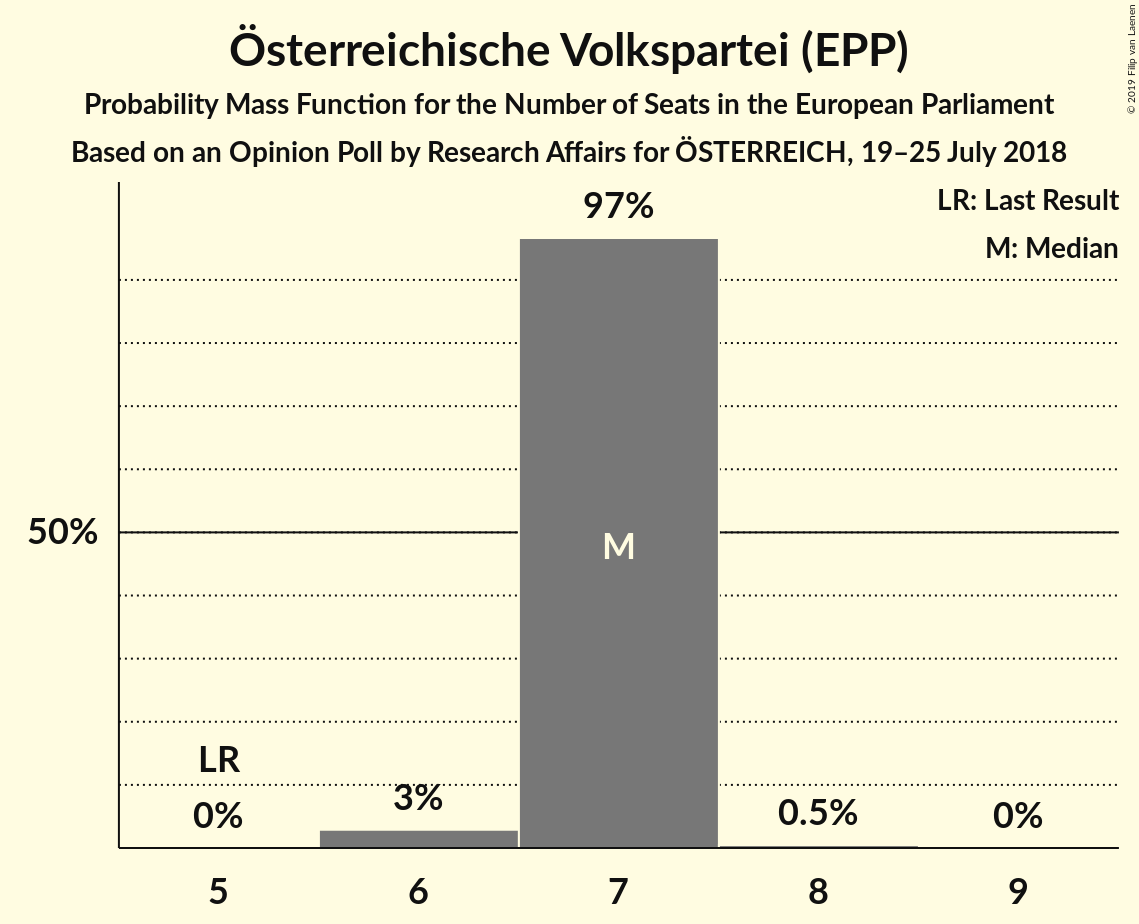 Österreichische Volkspartei (EPP)
Probability Mass Function for the Number of Seats in the European Parliament
Based on an Opinion Poll by Research Affairs for ÖSTERREICH, 19–25 July 2018
© 2019 Filip van Laenen
LR: Last Result
M: Median
97%
50%
M
LR
0%
3%
0.5%
0%
5 6 7 8 9